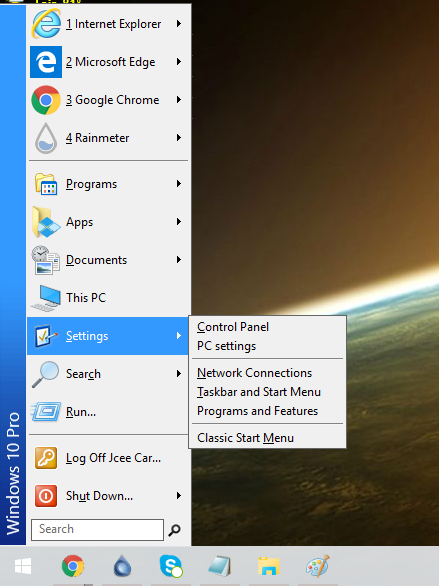 1 Internet Explorer
2 Microsoft Edge
3 Google Chrome
4 Rainmeter
Programs
Apps
Documents
This PC
Settings
Search
Run...
Log Off Jcee Car...
Shut Down...
Search
Windows 10 Pro
Control Panel
PC settings
Network Connections
Taskbar and Start Menu
Programs and Features
Classic Start Menu